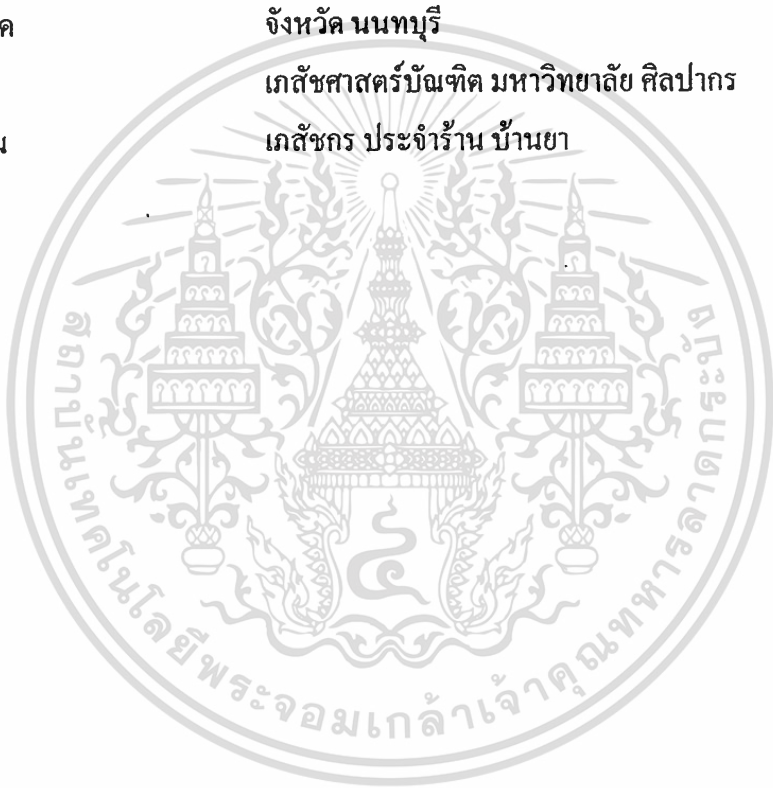 ค จังหวัด นนทบุรี
เภสัชศาสตร์บัณฑิต มหาวิทยาลัย ศิลปากร
น เภสัชกร ประจำร้าน บ้านยา
สถาบันเทคโนโลยีพระจอมเกล้าเจ้าคุณทหารลาดกระบัง